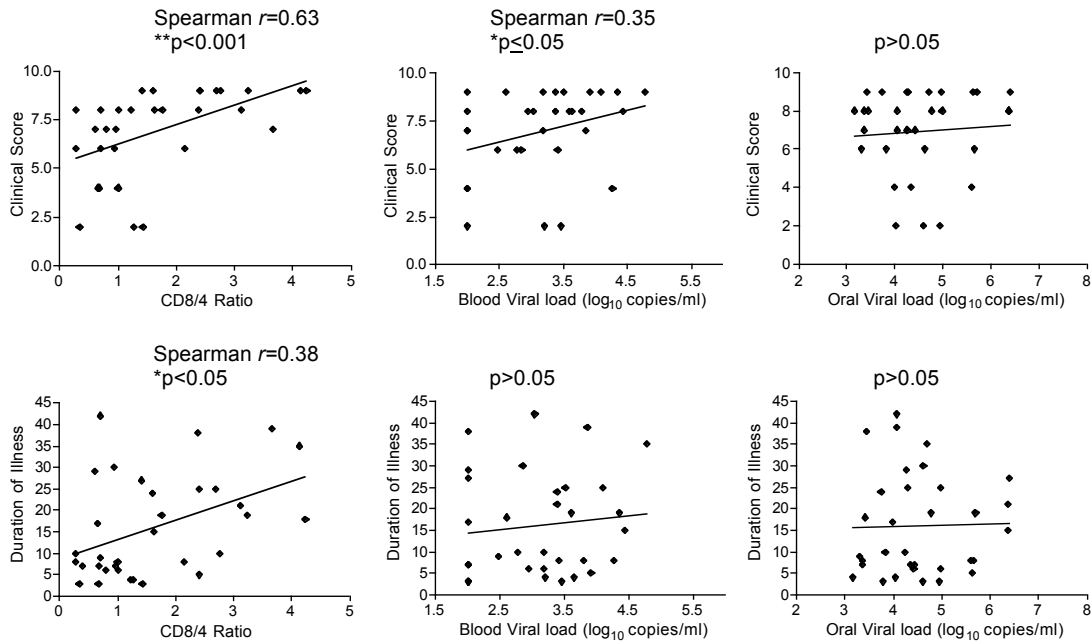 Spearman r=0.63
**p<0.001
10.0
7.5
5.0
2.5
0.0
Clinical Score
0 1 2 3 4 5
CD8/4 Ratio
Spearman r=0.35
*p≤0.05
10.0
7.5
5.0
2.5
0.0
Clinical Score
1.5 2.5 3.5 4.5 5.5
Blood Viral load (log10 copies/ml)
p>0.05
10
9
8
7
6
5
4
3
2
1
0
Clinical Score
2 3 4 5 6 7 8
Oral Viral load (log10 copies/ml)
Spearman r=0.38
*p<0.05
45
40
35
30
25
20
15
10
5
0
Duration of Illness
0 1 2 3 4 5
CD8/4 Ratio
p>0.05
45
40
35
30
25
20
15
10
5
0
Duration of Illness
1.5 2.5 3.5 4.5 5.5
Blood Viral load (log10 copies/ml)
p>0.05
45
40
35
30
25
20
15
10
5
0
Duration of Illness
2 3 4 5 6 7 8
Oral Viral load (log10 copies/ml)